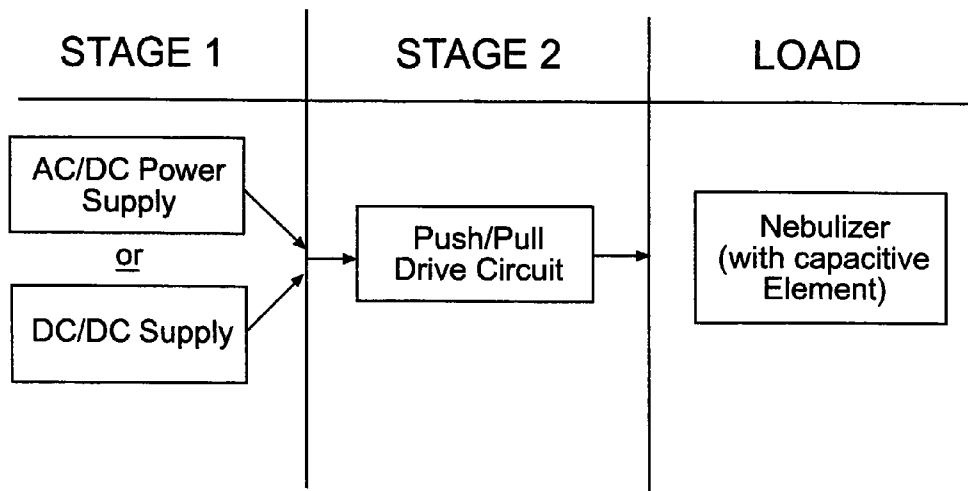 STAGE 1
STAGE 2
LOAD
AC/DC Power
Supply
or
DC/DC Supply
Push/Pull
Drive Circuit
Nebulizer
(with capacitive
Element)